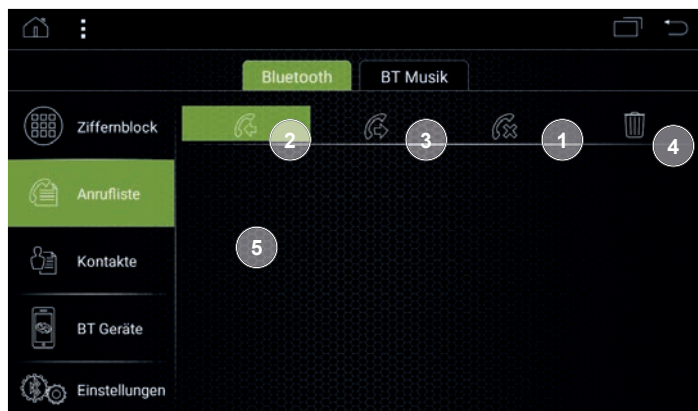 Bluetooth BT Musik
Ziffernblock
2 3 1 4
Anrufliste
5
Kontakte
BT Geräte
Einstellungen